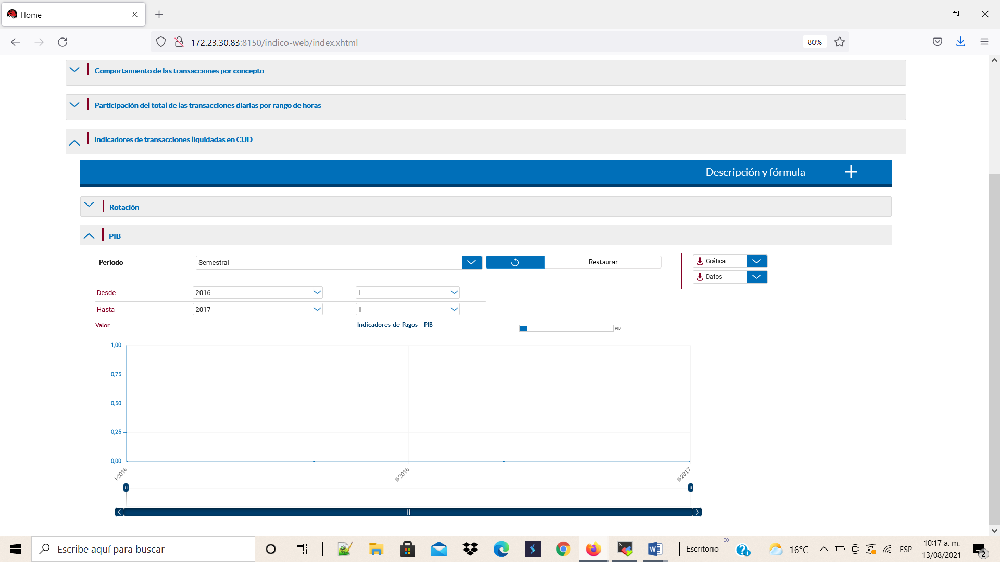 Home
172.23.30.83:8150/indico-web/index.xhtml
80%
Comportamiento de las transacciones por concepto
Participación del total de las transacciones diarias por rango de horas
Indicadores de transacciones liquidadas en CUD
Descripción y fórmula
Rotación
PIB
Periodo
Semestral
Restaurar
Gráfica
Datos
Desde
2016
I
Hasta
2017
II
Valor
Indicadores de Pagos - PIB
PIB
1,00
0,75
0,50
0,25
0,00
I-2016
II-2016
II-2017
Escribe aquí para buscar
Escritorio
16°C
ESP
10:17 a. m.
13/08/2021
2